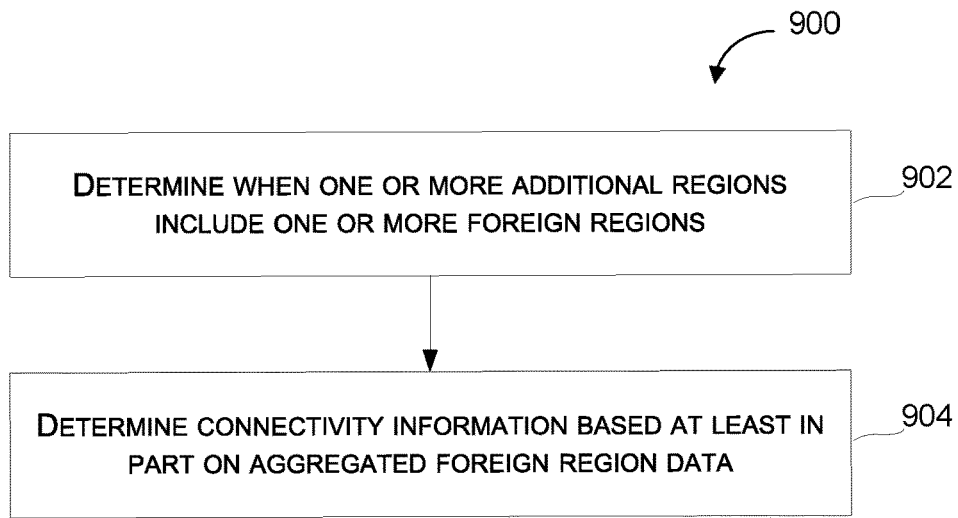 900
DETERMINE WHEN ONE OR MORE ADDITIONAL REGIONS
INCLUDE ONE OR MORE FOREIGN REGIONS
902
DETERMINE CONNECTIVITY INFORMATION BASED AT LEAST IN
PART ON AGGREGATED FOREIGN REGION DATA
904